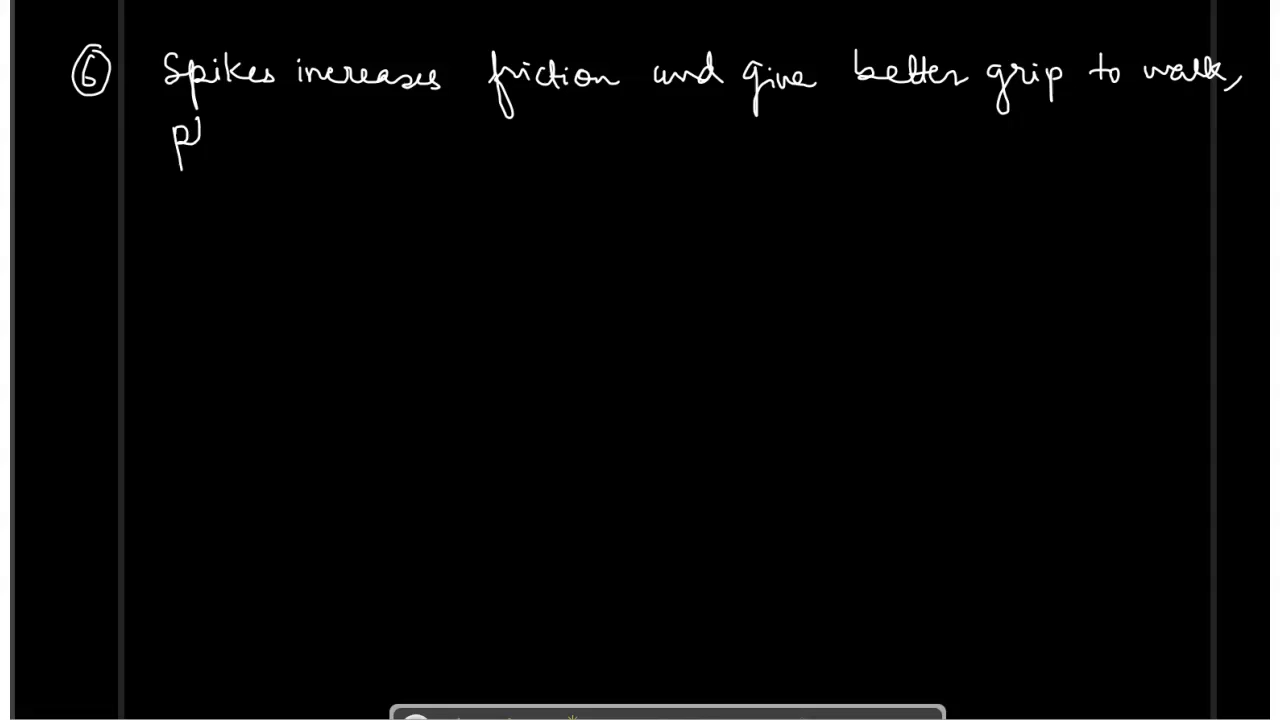 ⑥ Spikes increases friction and give better grip to walk,
p